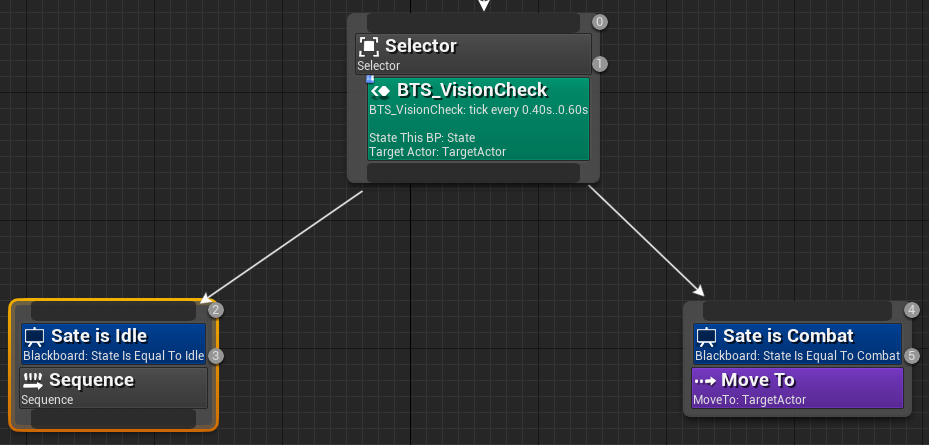 0
Selector
Selector
1
BTS_VisionCheck
BTS_VisionCheck: tick every 0.40s..0.60s
State This BP: State
Target Actor: TargetActor
2
Sate is Idle
Blackboard: State Is Equal To Idle
3
Sequence
Sequence
4
Sate is Combat
Blackboard: State Is Equal To Combat
5
Move To
MoveTo: TargetActor